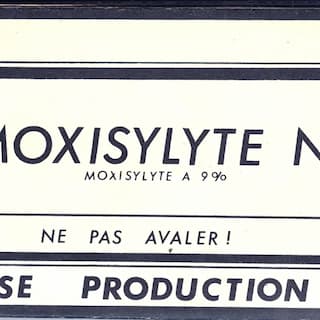 MOXISYLYTE N
MOXISYLYTE A 9%
NE PAS AVALER!
SE PRODUCTION